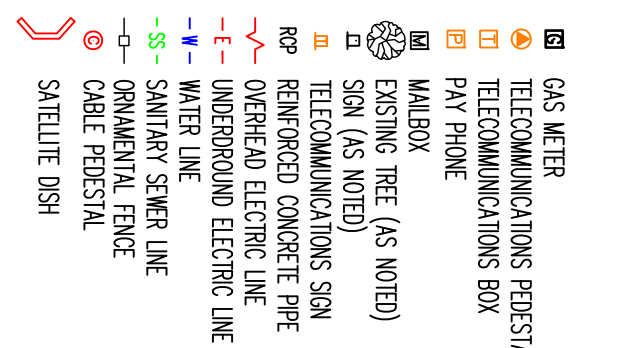 G GAS METER
TELECOMMUNICATIONS PEDESTA
T TELECOMMUNICATIONS BOX
P PAY PHONE
M MAILBOX
EXISTING TREE (AS NOTED)
SIGN (AS NOTED)
TELECOMMUNICATIONS SIGN
RCP REINFORCED CONCRETE PIPE
OVERHEAD ELECTRIC LINE
E UNDERDROUND ELECTRIC LINE
W WATER LINE
SS SANITARY SEWER LINE
ORNAMENTAL FENCE
C CABLE PEDESTAL
SATELLITE DISH